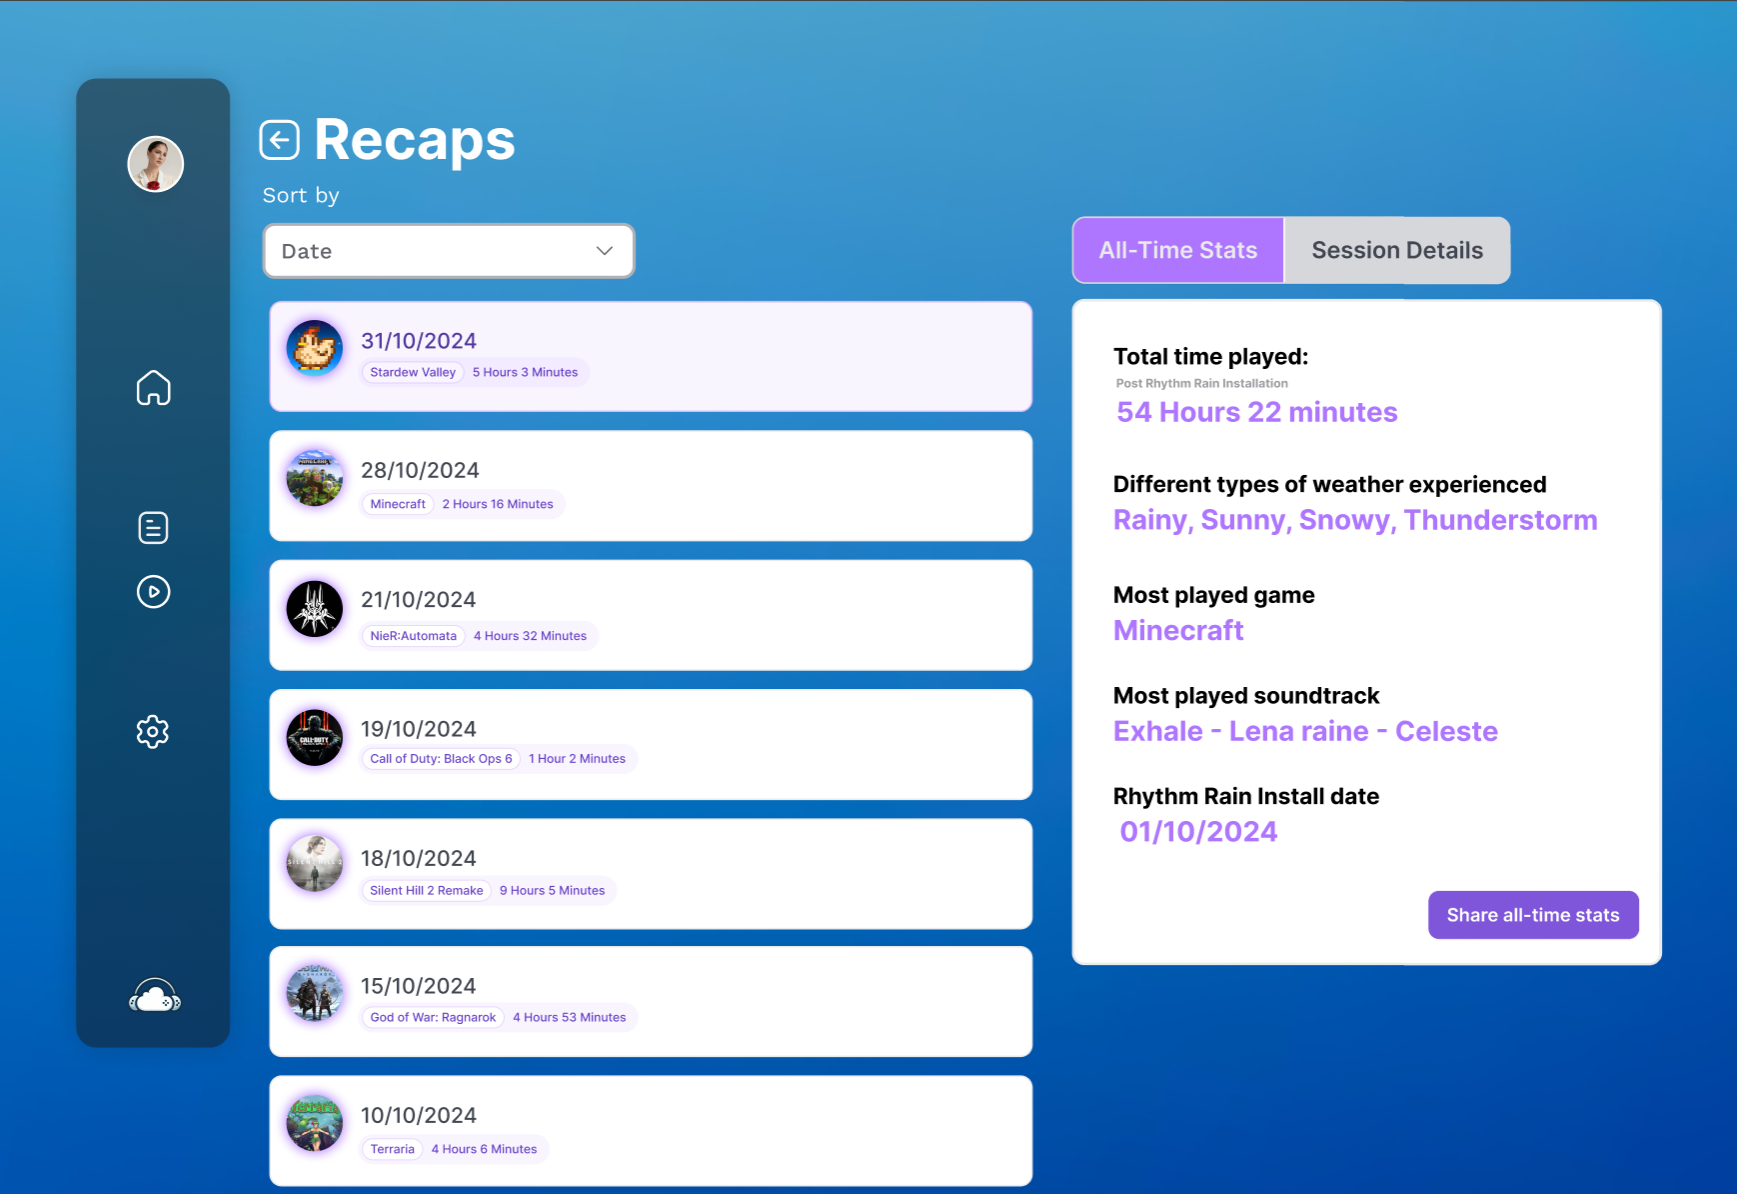 Recaps
Sort by
Date
All-Time Stats
Session Details
31/10/2024
Stardew Valley 5 Hours 3 Minutes
28/10/2024
Minecraft 2 Hours 16 Minutes
21/10/2024
NieR:Automata 4 Hours 32 Minutes
19/10/2024
CALL OF DUTY
Call of Duty: Black Ops 6 1 Hour 2 Minutes
18/10/2024
SILENT HILL 2
Silent Hill 2 Remake 9 Hours 5 Minutes
15/10/2024
God of War: Ragnarok 4 Hours 53 Minutes
10/10/2024
Terraria 4 Hours 6 Minutes
Total time played:
Post Rhythm Rain Installation
54 Hours 22 minutes
Different types of weather experienced
Rainy, Sunny, Snowy, Thunderstorm
Most played game
Minecraft
Most played soundtrack
Exhale - Lena raine - Celeste
Rhythm Rain Install date
01/10/2024
Share all-time stats